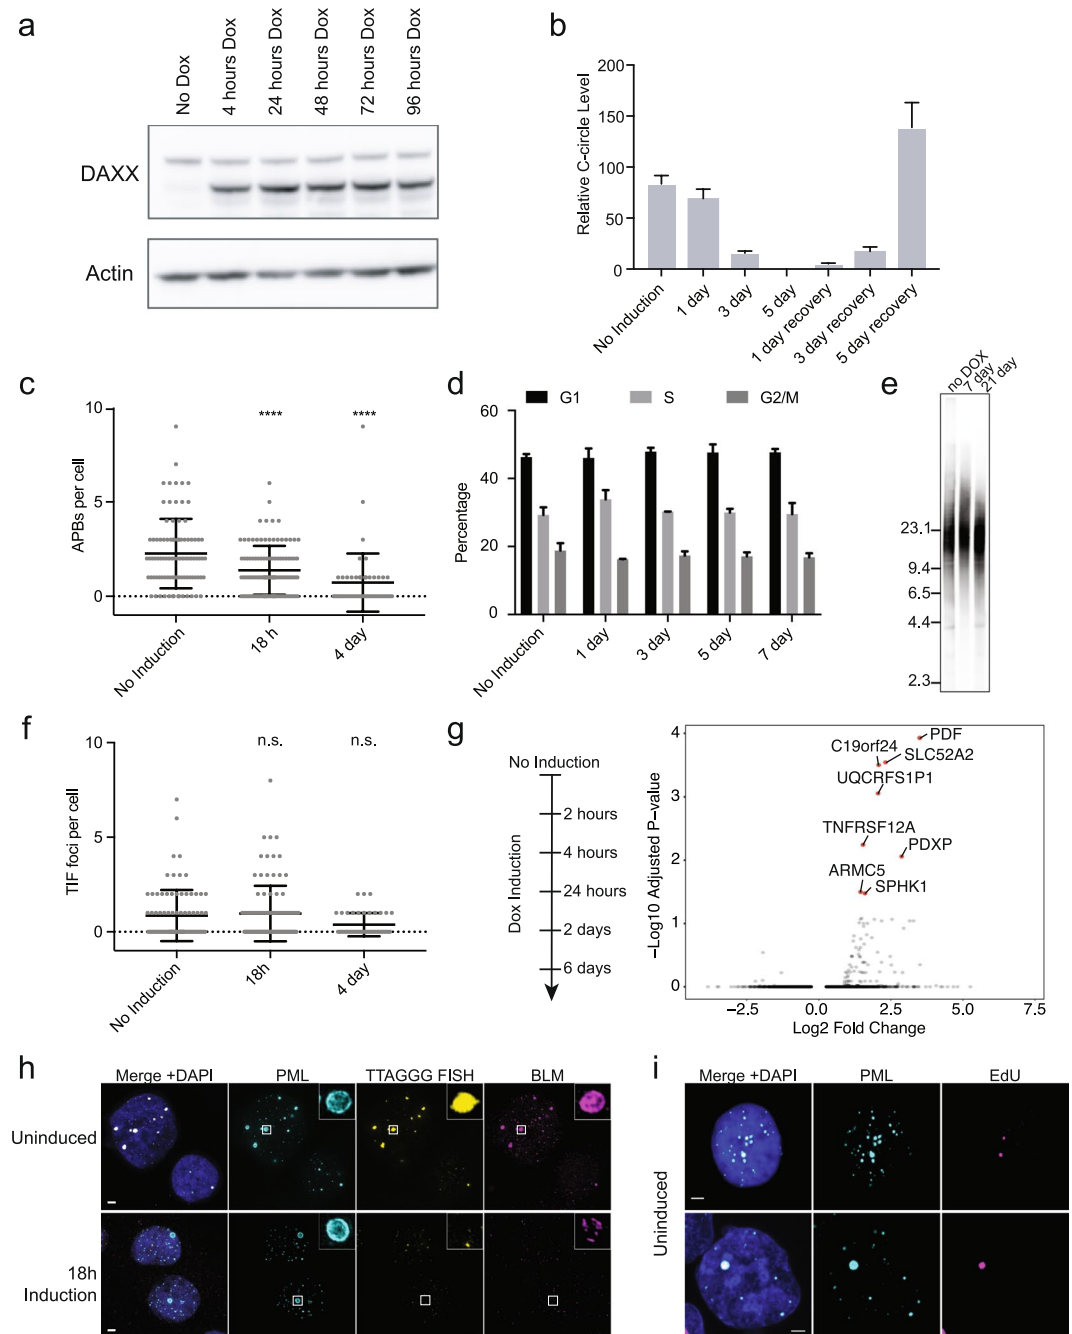 a
No Dox
4 hours Dox
24 hours Dox
48 hours Dox
72 hours Dox
96 hours Dox
DAXX
Actin
b
Relative C-circle Level
200
150
100
50
0
No Induction
1 day
3 day
5 day
1 day recovery
3 day recovery
5 day recovery
c
APBs per cell
10
5
0
****
****
No Induction
18 h
4 day
d
G1
S
G2/M
Percentage
60
40
20
0
No Induction
1 day
3 day
5 day
7 day
e
no DOX
7 day
21 day
23.1
9.4
6.5
4.4
2.3
f
TIF foci per cell
10
5
0
n.s.
n.s.
No Induction
18h
4 day
g
No Induction
Dox Induction
2 hours
4 hours
24 hours
2 days
6 days
−Log10 Adjusted P−value
4
3
2
1
0
PDF
C19orf24
SLC52A2
UQCRFS1P1
TNFRSF12A
PDXP
ARMC5
SPHK1
−2.5
0.0
2.5
5.0
7.5
Log2 Fold Change
h
Merge +DAPI
PML
TTAGGG FISH
BLM
Uninduced
18h
Induction
i
Merge +DAPI
PML
EdU
Uninduced